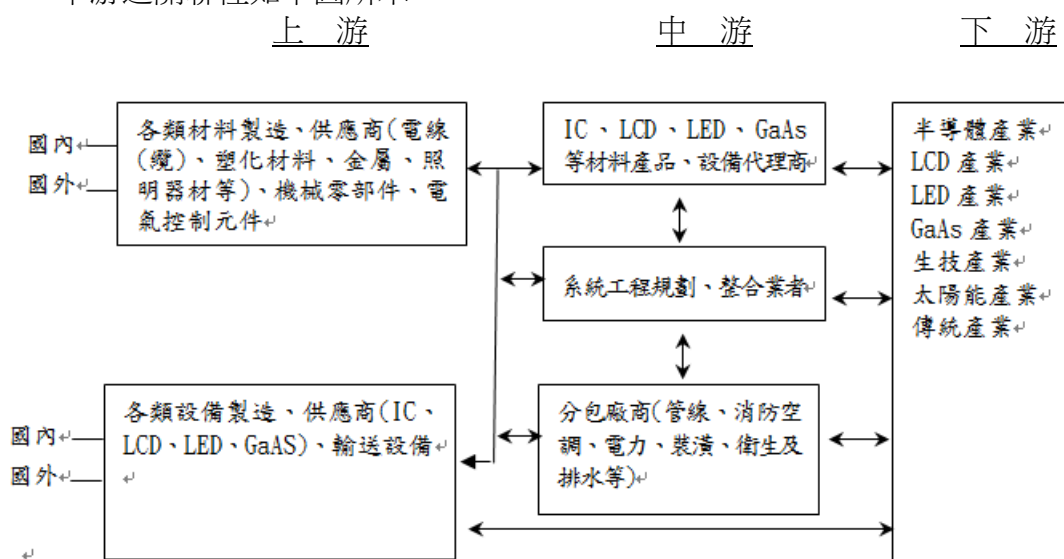 上 游
中 游
下 游
國內
國外
各類材料製造、供應商(電線
(纜)、塑化材料、金屬、照
明器材等)、機械零部件、電
氣控制元件
IC、LCD、LED、GaAs
等材料產品、設備代理商
系統工程規劃、整合業者
國內
國外
各類設備製造、供應商(IC、
LCD、LED、GaAS)、輸送設備
分包廠商(管線、消防空
調、電力、裝潢、衛生及
排水等)
半導體產業
LCD 產業
LED 產業
GaAs 產業
生技產業
太陽能產業
傳統產業